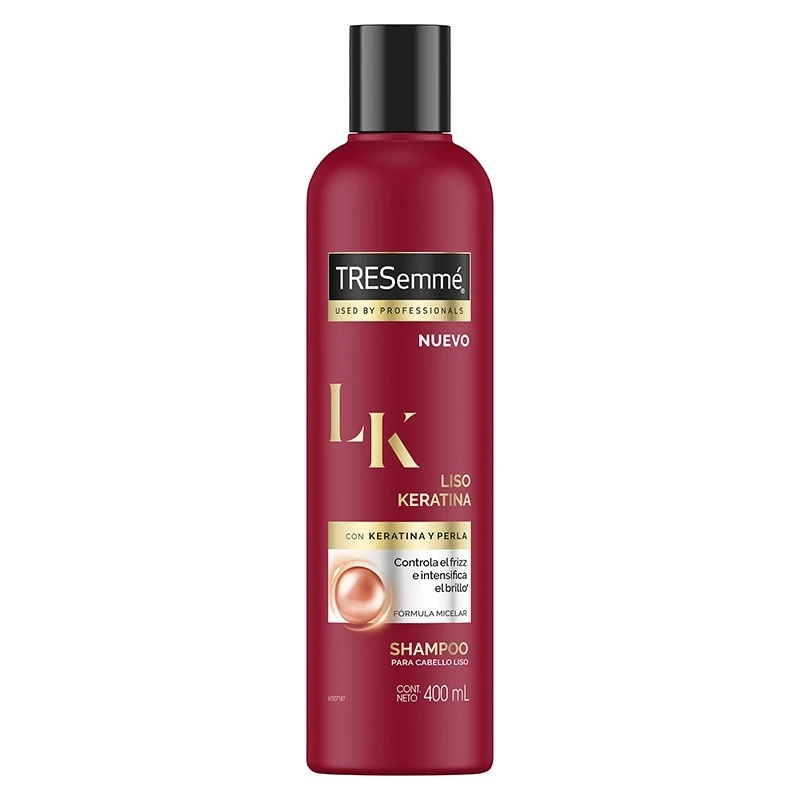 TRESemmé®
USED BY PROFESSIONALS
NUEVO
LK
LISO
KERATINA
CON KERATINA Y PERLA
Controla el frizz
e intensifica
el brillo*
FÓRMULA MICELAR
SHAMPOO
PARA CABELLO LISO
CONT.
NETO 400 mL